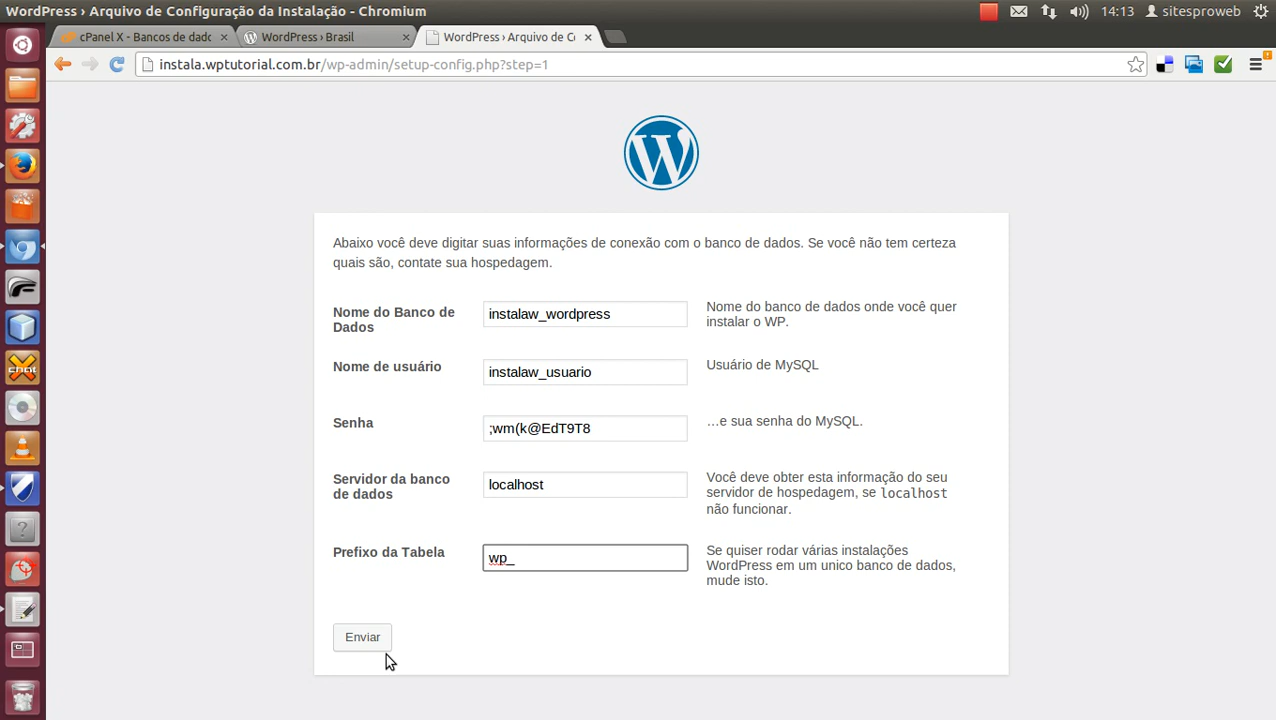 WordPress › Arquivo de Configuração da Instalação - Chromium
14:13
sitesproweb
cPanel X - Bancos de dado
WordPress › Brasil
WordPress › Arquivo de Co
instala.wptutorial.com.br/wp-admin/setup-config.php?step=1
Abaixo você deve digitar suas informações de conexão com o banco de dados. Se você não tem certeza
quais são, contate sua hospedagem.
Nome do Banco de
Dados
instalaw_wordpress
Nome do banco de dados onde você quer
instalar o WP.
Nome de usuário
instalaw_usuario
Usuário de MySQL
Senha
;wm(k@EdT9T8
…e sua senha do MySQL.
Servidor da banco
de dados
localhost
Você deve obter esta informação do seu
servidor de hospedagem, se localhost
não funcionar.
Prefixo da Tabela
wp_
Se quiser rodar várias instalações
WordPress em um unico banco de dados,
mude isto.
Enviar